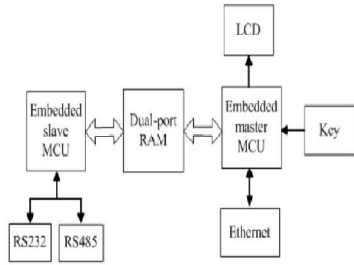 LCD
Embedded
slave
MCU
Dual-port
RAM
Embedded
master
MCU
Key
RS232
RS485
Ethernet